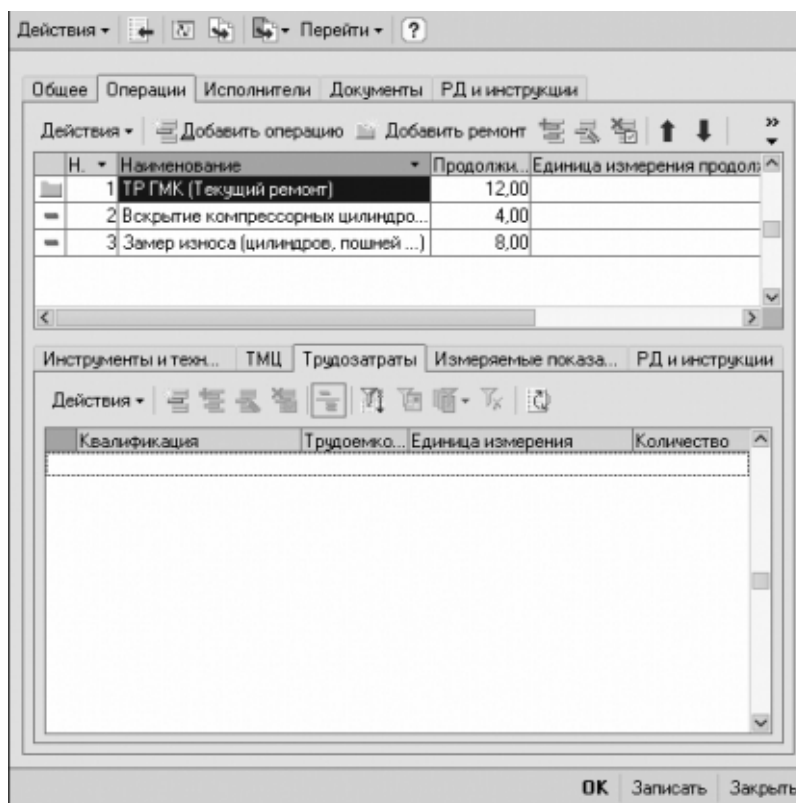 Действия Перейти ?
Общее Операции Исполнители Документы РД и инструкции
Действия Добавить операцию Добавить ремонт »
Н. Наименование Продолжи... Единица измерения продолж
1 ТР ГМК (Текущий ремонт) 12,00
2 Вскрытие компрессорных цилиндро... 4,00
3 Замер износа (цилиндров, пошней ...) 8,00
Инструменты и техн... ТМЦ Трудозатраты Измеряемые показа... РД и инструкции
Действия
Квалификация Трудоемко... Единица измерения Количество
OK Записать Закрыть